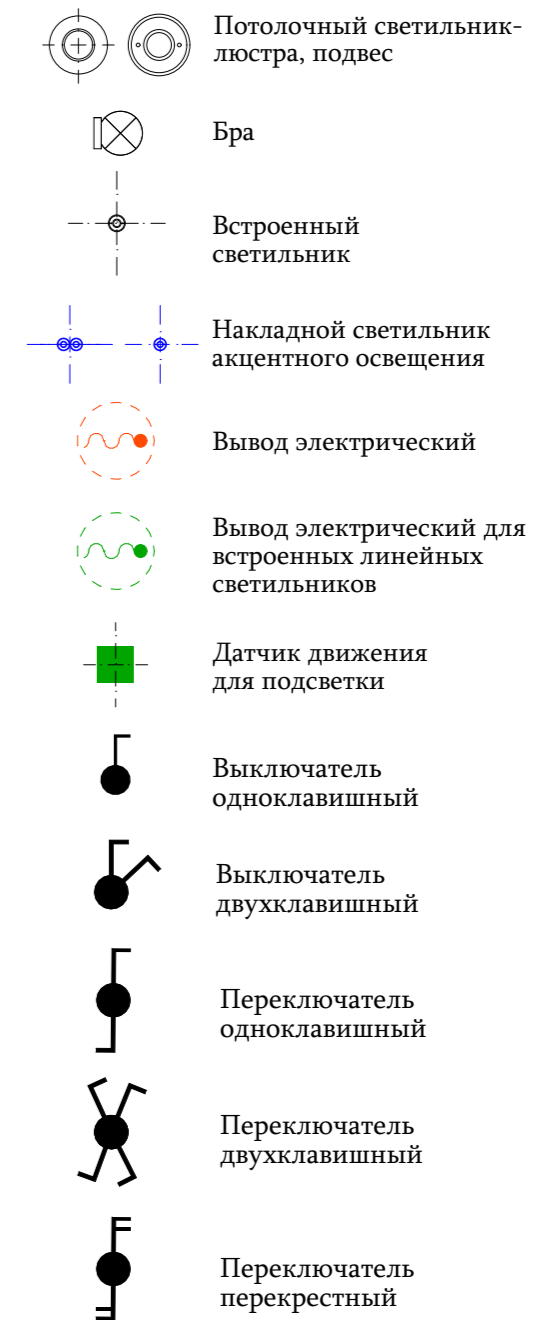 Потолочный светильник-
люстра, подвес
Бра
Встроенный
светильник
Накладной светильник
акцентного освещения
Вывод электрический
Вывод электрический для
встроенных линейных
светильников
Датчик движения
для подсветки
Выключатель
одноклавишный
Выключатель
двухклавишный
Переключатель
одноклавишный
Переключатель
двухклавишный
Переключатель
перекрестный